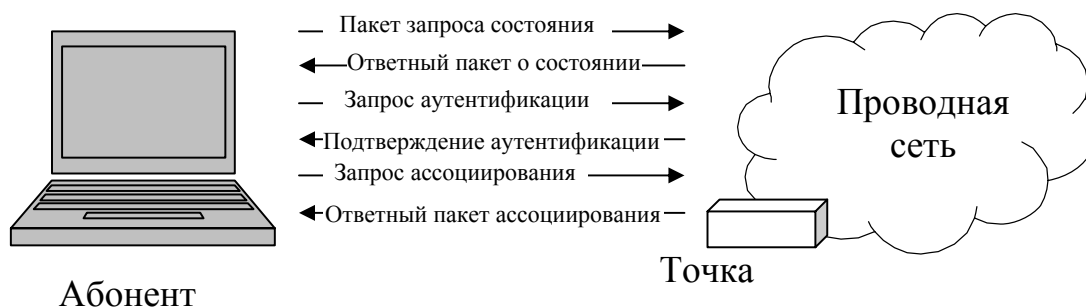 Пакет запроса состояния
Ответный пакет о состоянии
Запрос аутентификации
Подтверждение аутентификации
Запрос ассоциирования
Ответный пакет ассоциирования
Проводная
сеть
Точка
Абонент